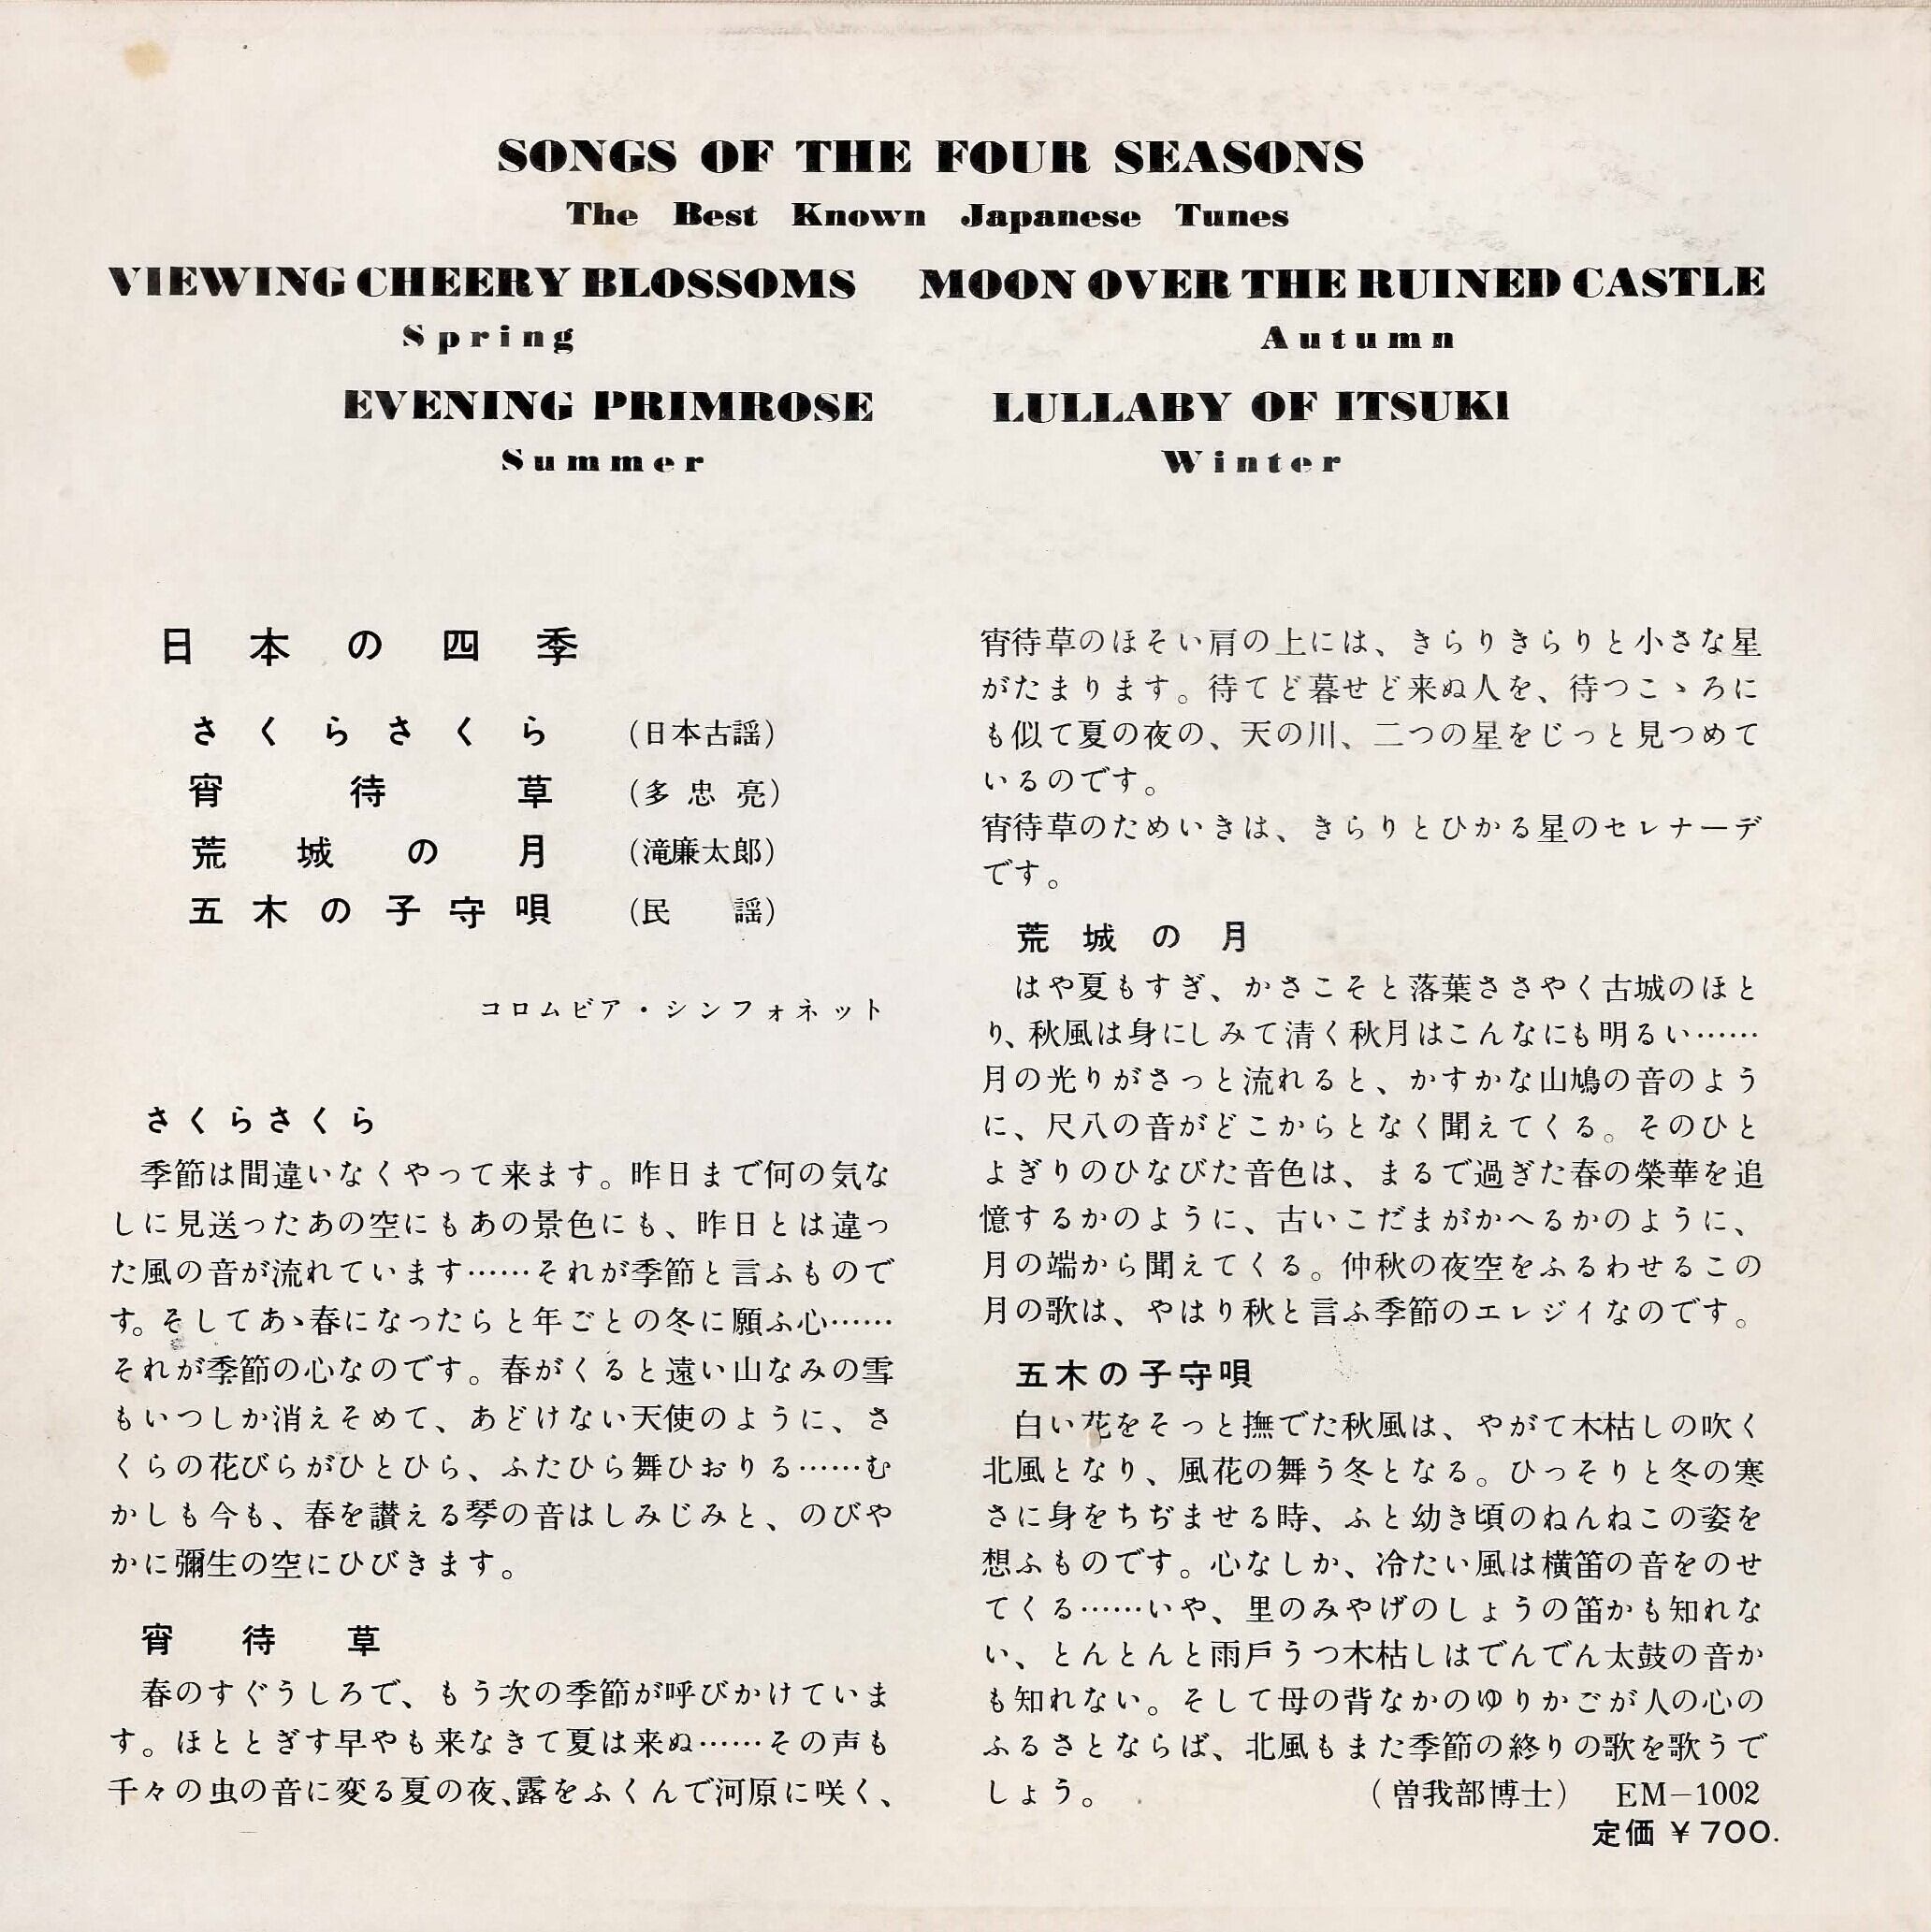 SONGS OF THE FOUR SEASONS
The Best Known Japanese Tunes
VIEWING CHEERY BLOSSOMS
Spring
MOON OVER THE RUINED CASTLE
Autumn
EVENING PRIMROSE
Summer
LULLABY OF ITSUKI
Winter
日本の四季
さくらさくら (日本古謡)
宵待草 (多忠亮)
荒城の月 (滝廉太郎)
五木の子守唄 (民謡)
コロムビア・シンフォネット
さくらさくら
季節は間違いなくやって来ます。昨日まで何の気な
しに見送ったあの空にもあの景色にも、昨日とは違っ
た風の音が流れています……それが季節と言ふもので
す。そしてあゝ春になったらと年ごとの冬に願ふ心……
それが季節の心なのです。春がくると遠い山なみの雪
もいつしか消えそめて、あどけない天使のように、さ
くらの花びらがひとひら、ふたひら舞ひおりる……む
かしも今も、春を讃える琴の音はしみじみと、のびや
かに彌生の空にひびきます。
宵待草
春のすぐうしろで、もう次の季節が呼びかけていま
す。ほととぎす早やも来なきて夏は来ぬ……その声も
千々の虫の音に変る夏の夜、露をふくんで河原に咲く、
宵待草のほそい肩の上には、きらりきらりと小さな星
がたまります。待てど暮せど来ぬ人を、待つこゝろに
も似て夏の夜の、天の川、二つの星をじっと見つめて
いるのです。
宵待草のためいきは、きらりとひかる星のセレナーデ
です。
荒城の月
はや夏もすぎ、かさこそと落葉ささやく古城のほと
り、秋風は身にしみて清く秋月はこんなにも明るい……
月の光りがさっと流れると、かすかな山鳩の音のよう
に、尺八の音がどこからとなく聞えてくる。そのひと
よぎりのひなびた音色は、まるで過ぎた春の榮華を追
憶するかのように、古いこだまがかへるかのように、
月の端から聞えてくる。仲秋の夜空をふるわせるこの
月の歌は、やはり秋と言ふ季節のエレジイなのです。
五木の子守唄
白い花をそっと撫でた秋風は、やがて木枯しの吹く
北風となり、風花の舞う冬となる。ひっそりと冬の寒
さに身をちぢませる時、ふと幼き頃のねんねこの姿を
想ふものです。心なしか、冷たい風は横笛の音をのせ
てくる……いや、里のみやげのしょうの笛かも知れな
い、とんとんと雨戸うつ木枯しはでんでん太鼓の音か
も知れない。そして母の背なかのゆりかごが人の心の
ふるさとならば、北風もまた季節の終りの歌を歌うで
しょう。 (曽我部博士) EM-1002
定価 ¥700.